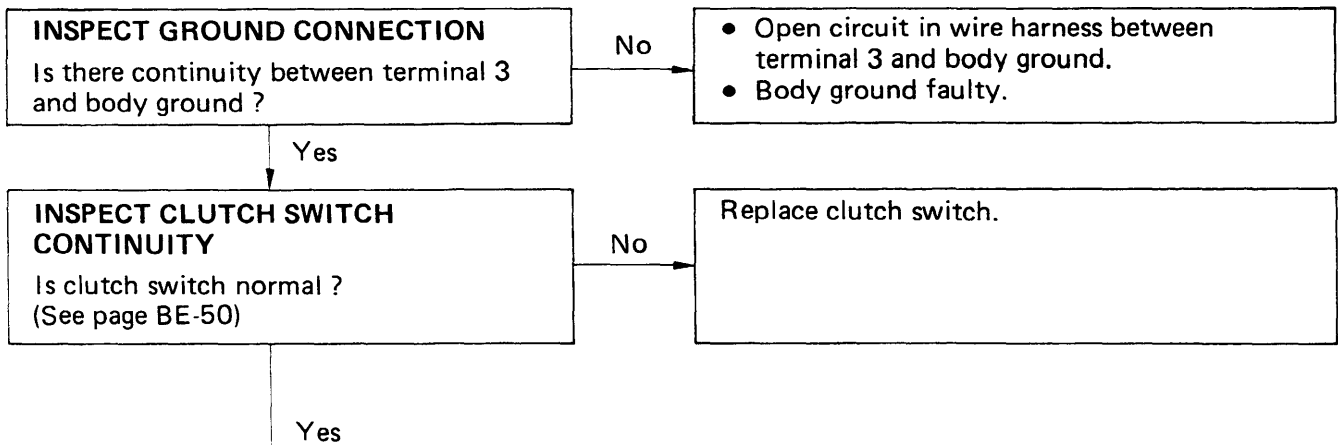 INSPECT GROUND CONNECTION
Is there continuity between terminal 3
and body ground ?
No
• Open circuit in wire harness between
terminal 3 and body ground.
• Body ground faulty.
Yes
INSPECT CLUTCH SWITCH
CONTINUITY
Is clutch switch normal ?
(See page BE-50)
No
Replace clutch switch.
Yes